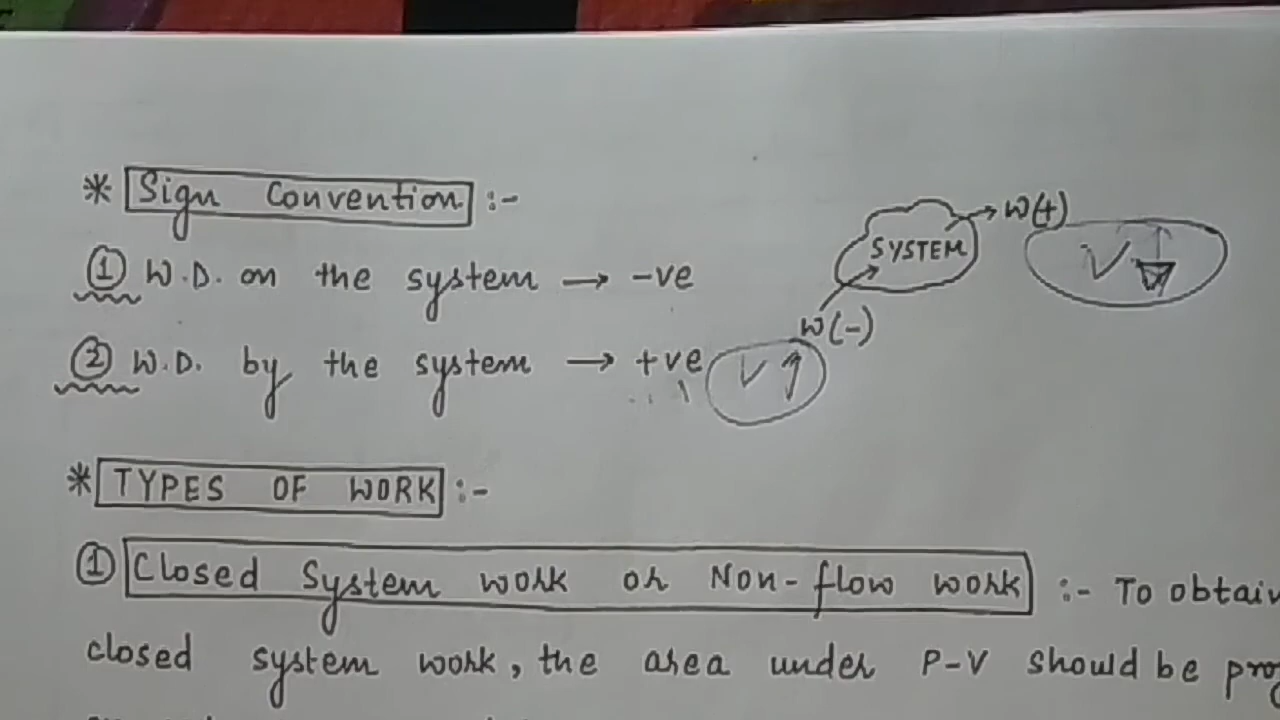 * Sign Convention :-
W(+)
SYSTEM
V
① W.D. on the system → -ve
W(-)
② W.D. by the system → +ve
V ↑
* TYPES OF WORK :-
① Closed System work or Non-flow work :- To obtain
closed system work, the area under P-V should be